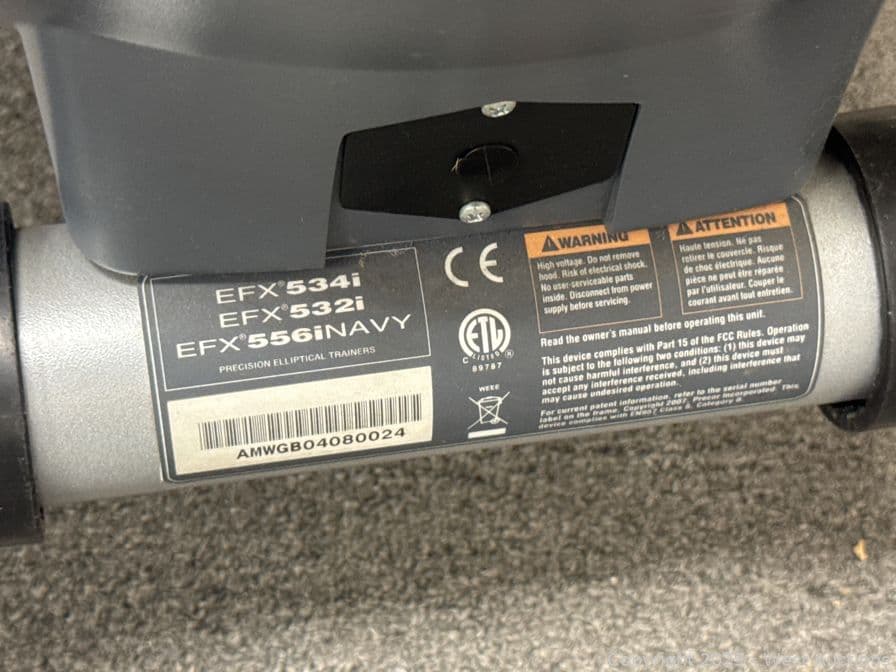 EFX®534i
EFX®532i
EFX®556iNAVY
PRECISION ELLIPTICAL TRAINERS
AMWGB04080024
CE
ETL
C LISTED ®
89787
WEEE
WARNING
High voltage. Do not remove
hood. Risk of electrical shock.
No user-serviceable parts
inside. Disconnect from power
supply before servicing.
ATTENTION
Haute tension. Né pas
retirer le couvercle. Risque
de choc électrique. Aucune
pièce ne peut être réparée
par l'utilisateur. Couper le
courant avant tout entretien.
Read the owner's manual before operating this unit.
This device complies with Part 15 of the FCC Rules. Operation
is subject to the following two conditions: (1) this device may
not cause harmful interference, and (2) this device must
accept any interference received, including interference that
may cause undesired operation.
For current patent information, refer to the serial number
label on the frame. Copyright 2007, Precor Incorporated. This
device complies with EN957 Class S, Category A.
Copyright